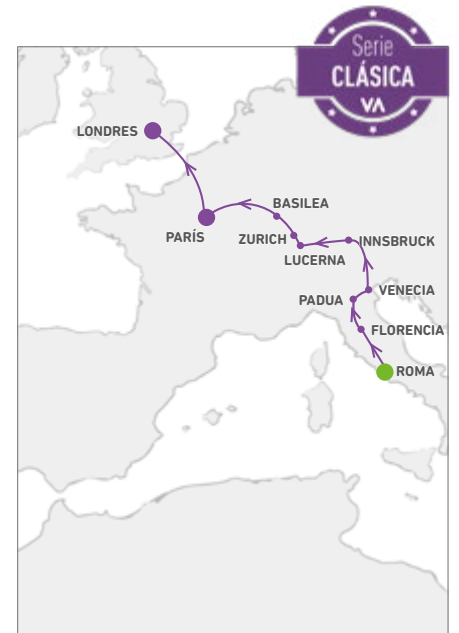 Serie
CLÁSICA
VA
LONDRES
BASILEA
PARÍS
ZURICH
INNSBRUCK
LUCERNA
PADUA
VENECIA
FLORENCIA
ROMA